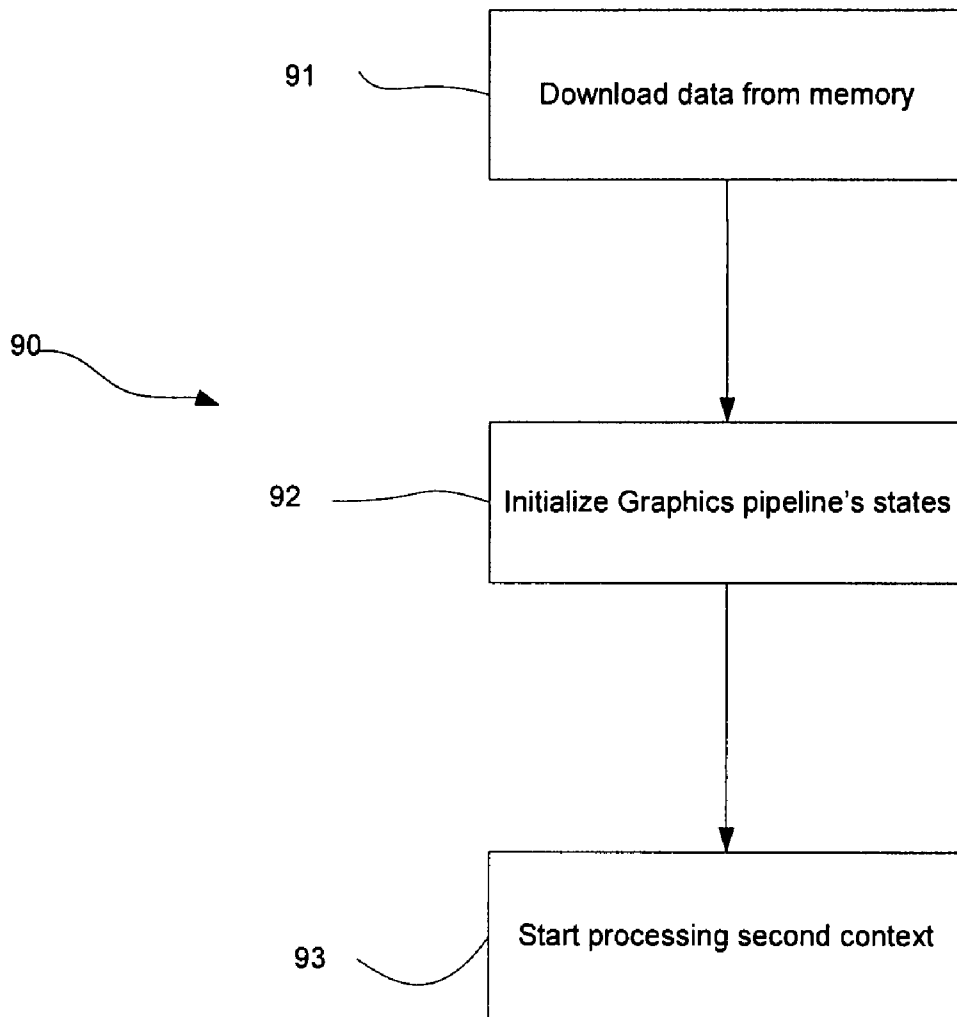 91
Download data from memory
90
92
Initialize Graphics pipeline's states
93
Start processing second context